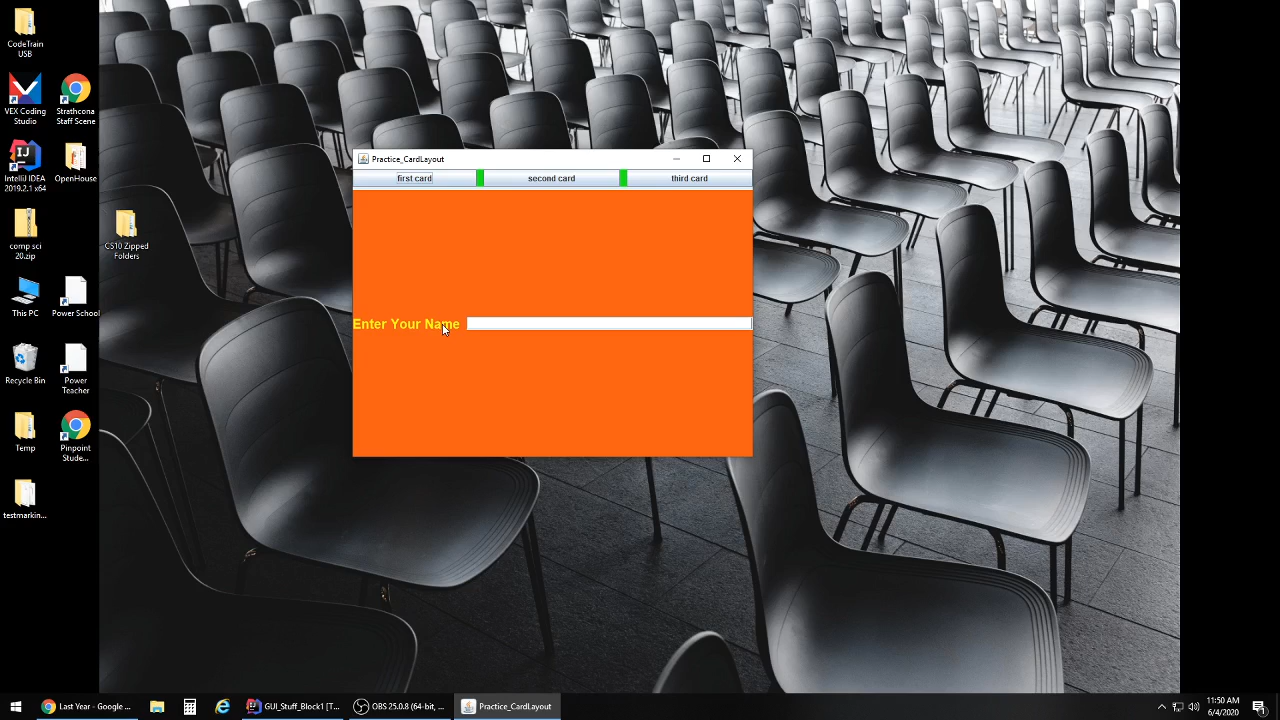 CodeTrain
USB
VEX Coding
Studio
Strathcona
Staff Scene
IntelliJ IDEA
2019.2.1 x64
OpenHouse
comp sci
20.zip
CS10 Zipped
Folders
This PC
Power School
Recycle Bin
Power
Teacher
Temp
Pinpoint
Stude...
testmarkin...
Practice_CardLayout
first card
second card
third card
Enter Your Name
Last Year - Google ...
GUI_Stuff_Block1 [T...
OBS 25.0.8 (64-bit, ...
Practice_CardLayout
11:50 AM
6/4/2020